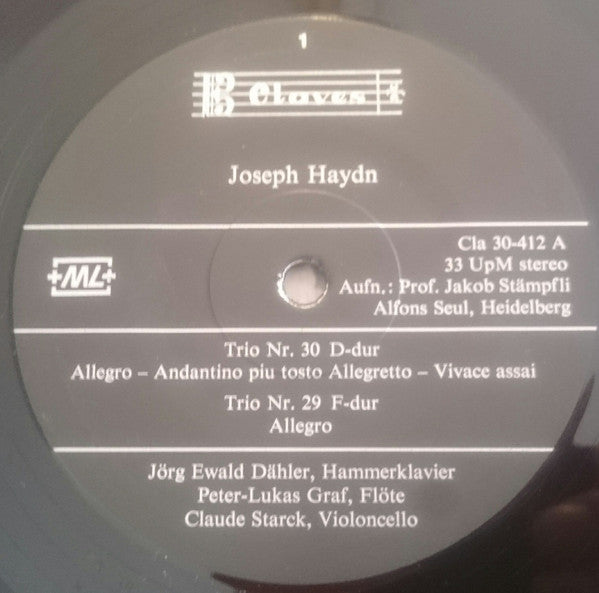 1
Claves
Joseph Haydn
Cla 30-412 A
+ML+
33 UpM stereo
Aufn.: Prof. Jakob Stämpfli
Alfons Seul, Heidelberg
Trio Nr. 30 D-dur
Allegro – Andantino piu tosto Allegretto – Vivace assai
Trio Nr. 29 F-dur
Allegro
Jörg Ewald Dähler, Hammerklavier
Peter-Lukas Graf, Flöte
Claude Starck, Violoncello